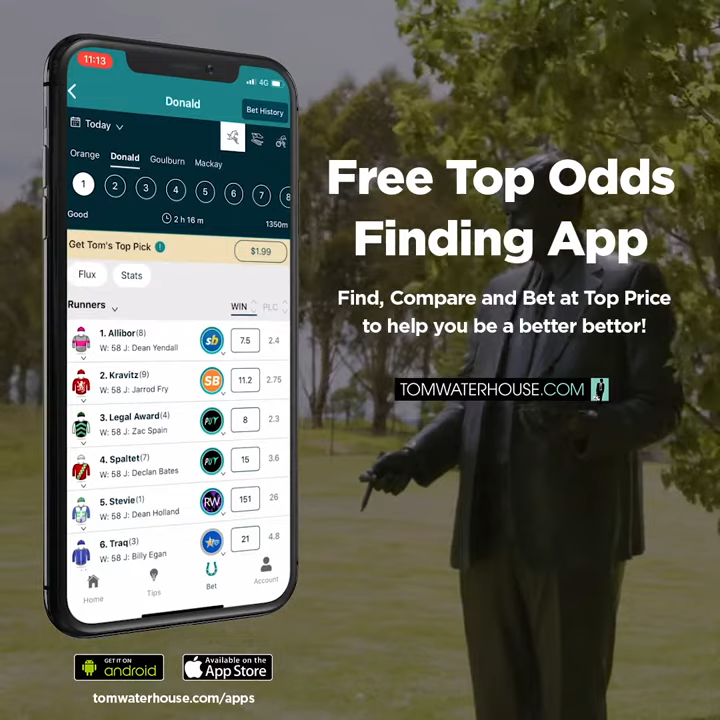 11:13
4G
Donald
Bet History
Today
Orange Donald Goulburn Mackay
1 2 3 4 5 6 7 8
Good 2 h 16 m 1350m
Get Tom's Top Pick $1.99
Flux Stats
Runners WIN PLC
1. Allibor(8)
W: 58 J: Dean Yendall
sb 7.5 2.4
2. Kravitz(9)
W: 58 J: Jarrod Fry
SB 11.2 2.75
3. Legal Award(4)
W: 58 J: Zac Spain
8 2.3
4. Spaltet(7)
W: 58 J: Declan Bates
15 3.6
5. Stevie(1)
W: 58 J: Dean Holland
RW 151 26
6. Traq(3)
W: 58 J: Billy Egan
21 4.8
Home Tips Bet Account
Free Top Odds
Finding App
Find, Compare and Bet at Top Price
to help you be a better bettor!
TOMWATERHOUSE.COM
GET IT ON
android
Available on the
App Store
tomwaterhouse.com/apps